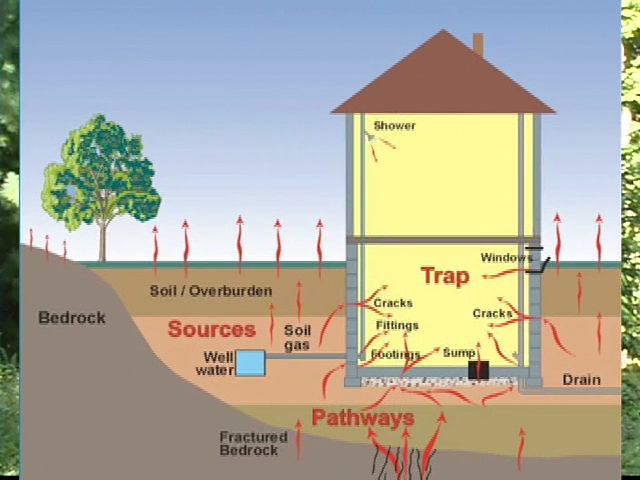 Shower
Windows
Trap
Soil / Overburden
Cracks
Bedrock
Cracks
Sources
Soil
gas
Fittings
Well
water
Footings
Sump
Drain
Pathways
Fractured
Bedrock